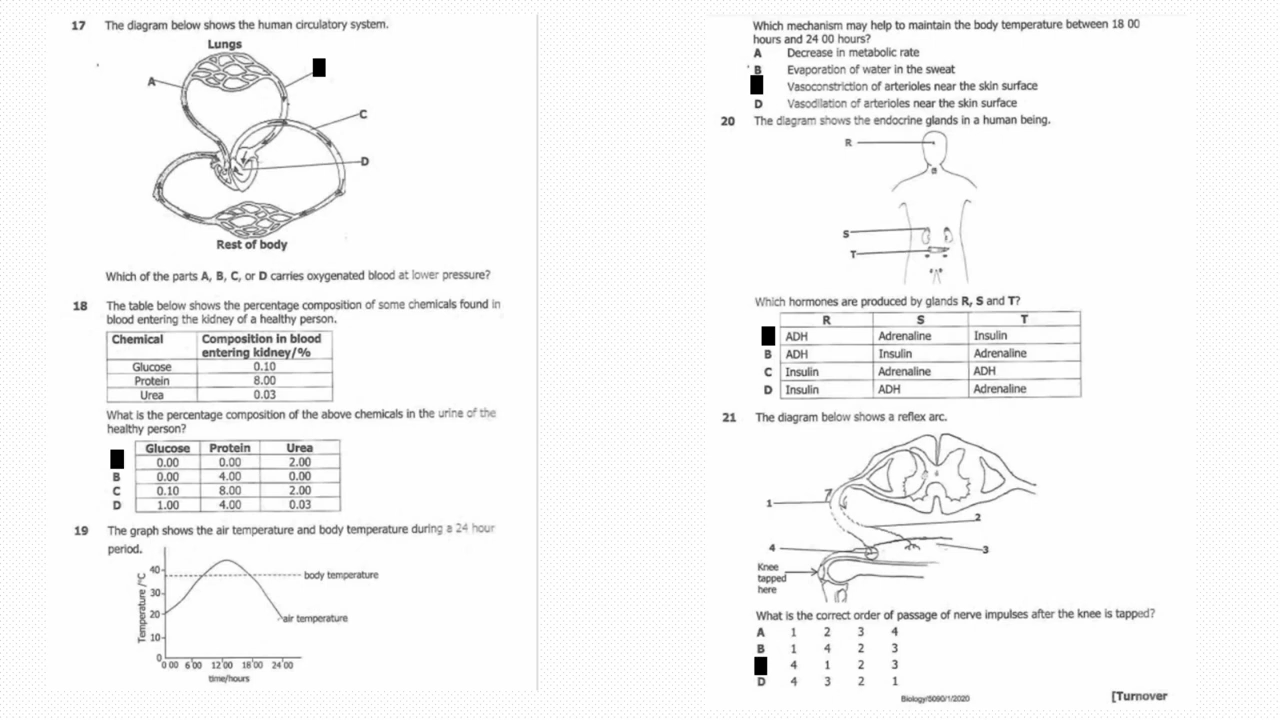 17 The diagram below shows the human circulatory system.
Lungs
A
C
D
Rest of body
Which of the parts A, B, C, or D carries oxygenated blood at lower pressure?
18 The table below shows the percentage composition of some chemicals found in
blood entering the kidney of a healthy person.
Chemical Composition in blood
entering kidney/%
Glucose 0.10
Protein 8.00
Urea 0.03
What is the percentage composition of the above chemicals in the urine of the
healthy person?
Glucose Protein Urea
0.00 0.00 2.00
B 0.00 4.00 0.00
C 0.10 8.00 2.00
D 1.00 4.00 0.03
19 The graph shows the air temperature and body temperature during a 24 hour
period.
Temperature /°C
40
30
20
10
0
body temperature
air temperature
0 00 6 00 12 00 18 00 24 00
time/hours
Which mechanism may help to maintain the body temperature between 18 00
hours and 24 00 hours?
A Decrease in metabolic rate
B Evaporation of water in the sweat
Vasoconstriction of arterioles near the skin surface
D Vasodilation of arterioles near the skin surface
20 The diagram shows the endocrine glands in a human being.
R
S
T
Which hormones are produced by glands R, S and T?
R S T
ADH Adrenaline Insulin
B ADH Insulin Adrenaline
C Insulin Adrenaline ADH
D Insulin ADH Adrenaline
21 The diagram below shows a reflex arc.
1
2
4
3
Knee
tapped
here
What is the correct order of passage of nerve impulses after the knee is tapped?
A 1 2 3 4
B 1 4 2 3
4 1 2 3
D 4 3 2 1
Biology/5090/1/2020
[Turnover